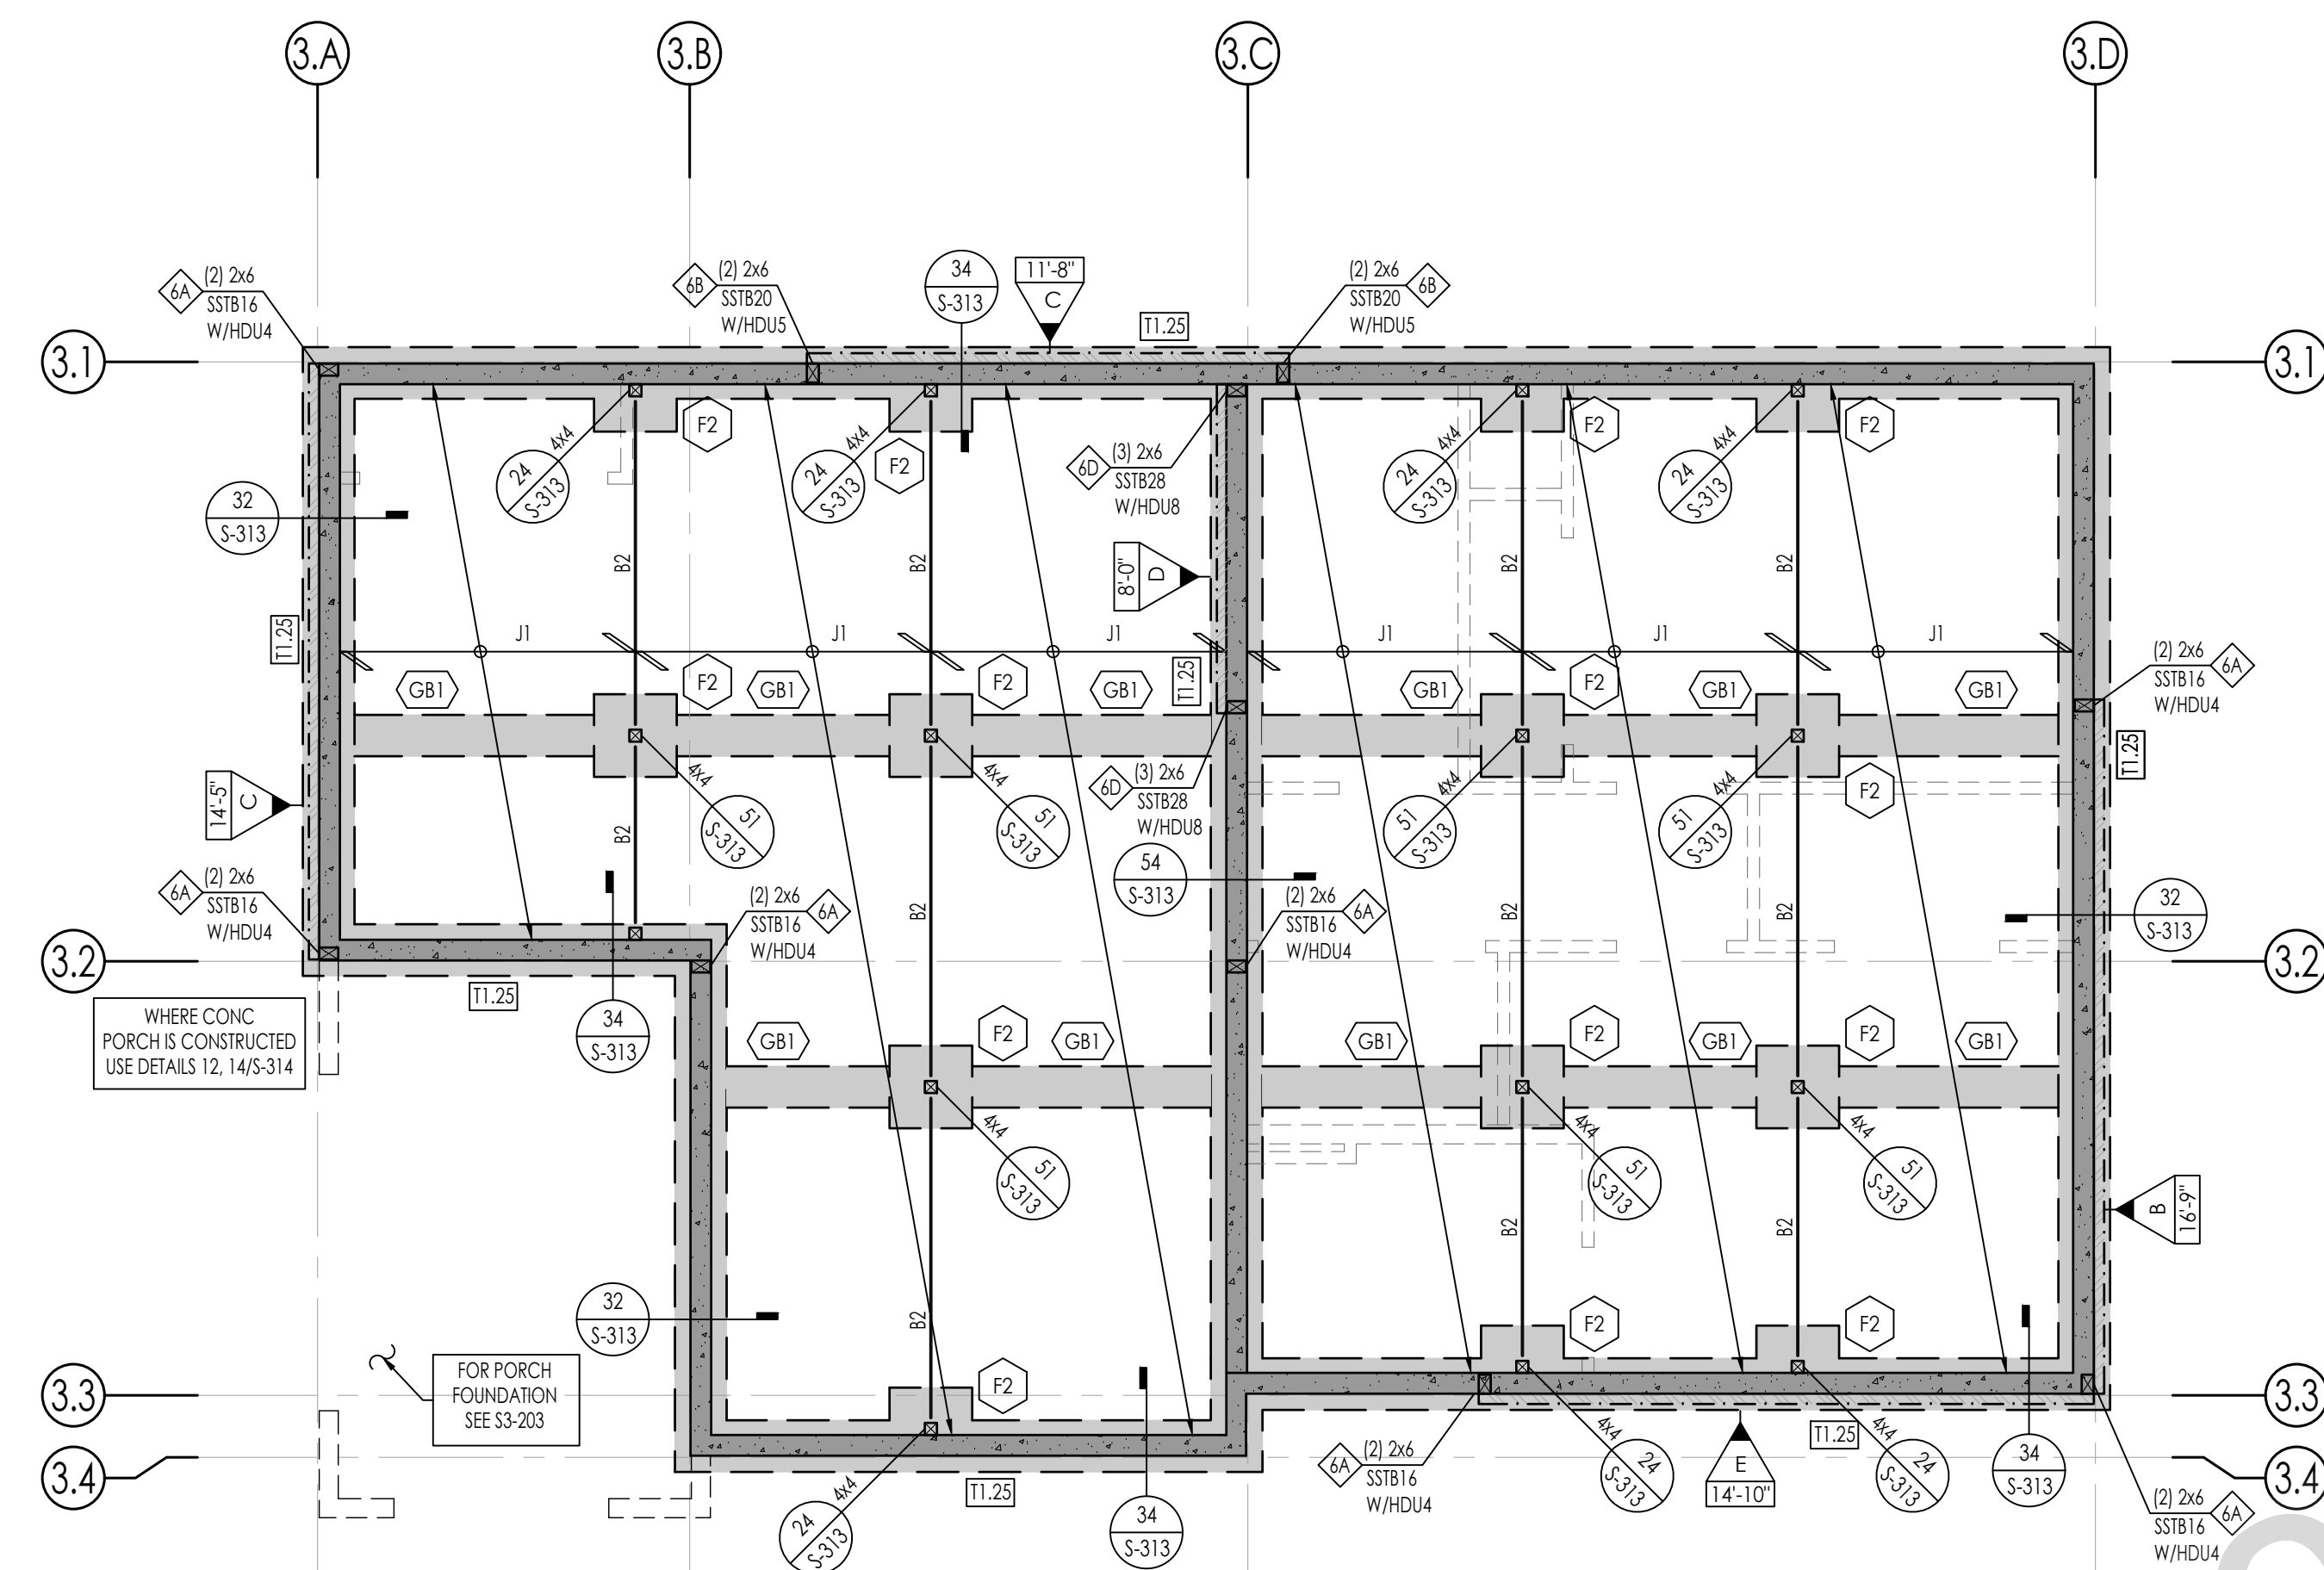 3.A
3.B
3.C
3.D
6A
(2) 2x6
SSTB16
W/HDU4
6B
(2) 2x6
SSTB20
W/HDU5
34
S-313
11'-8"
C
T1.25
(2) 2x6
6B
SSTB20
W/HDU5
3.1
3.1
F2
F2
F2
F2
4x4
24
S-313
4x4
24
S-313
6D
(3) 2x6
SSTB28
W/HDU8
4x4
24
S-313
4x4
24
S-313
32
S-313
B2
B2
8'-0"
D
B2
B2
T1.25
J1
J1
J1
J1
J1
J1
GB1
F2
GB1
F2
GB1
T1.25
GB1
F2
GB1
GB1
(2) 2x6
6A
SSTB16
W/HDU4
T1.25
4x4
51
S-313
4x4
51
S-313
6D
(3) 2x6
SSTB28
W/HDU8
4x4
51
S-313
4x4
51
S-313
F2
14'-5"
C
B2
54
S-313
6A
(2) 2x6
SSTB16
W/HDU4
(2) 2x6
6A
SSTB16
W/HDU4
B2
(2) 2x6
6A
SSTB16
W/HDU4
B2
B2
32
S-313
3.2
3.2
T1.25
34
S-313
WHERE CONC
PORCH IS CONSTRUCTED
USE DETAILS 12, 14/S-314
GB1
F2
GB1
GB1
F2
GB1
F2
GB1
4x4
51
S-313
4x4
51
S-313
4x4
51
S-313
B
16'-9"
B2
B2
B2
32
S-313
F2
F2
F2
FOR PORCH
FOUNDATION
SEE S3-203
3.3
3.3
3.4
3.4
T1.25
4x4
24
S-313
34
S-313
6A
(2) 2x6
SSTB16
W/HDU4
4x4
24
S-313
E
14'-10"
T1.25
4x4
24
S-313
34
S-313
(2) 2x6
6A
SSTB16
W/HDU4